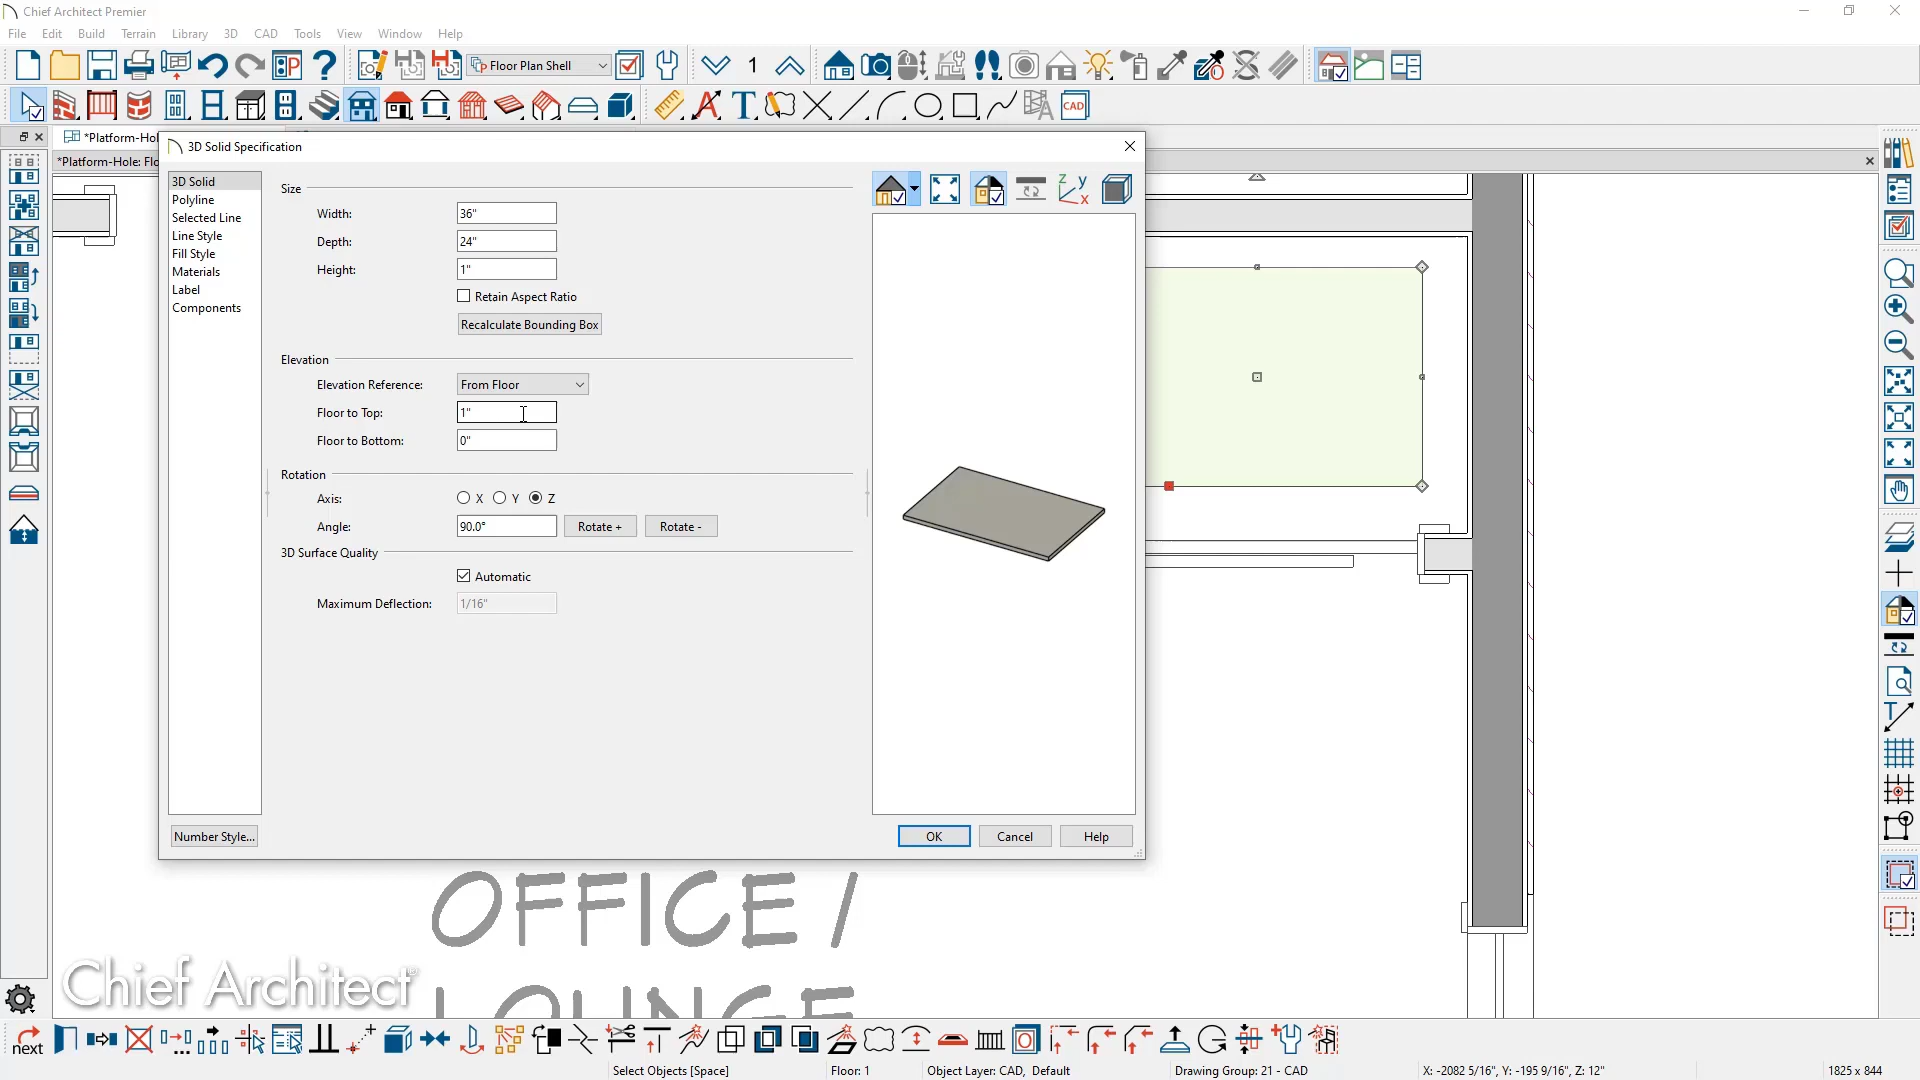 Chief Architect Premier
File Edit Build Terrain Library 3D CAD Tools View Window Help
Floor Plan Shell 1
CAD
*Platform-Hol
*Platform-Hole: Flo
3D Solid Specification
3D Solid
Polyline
Selected Line
Line Style
Fill Style
Materials
Label
Components
Size
Width: 36"
Depth: 24"
Height: 1"
Retain Aspect Ratio
Recalculate Bounding Box
Elevation
Elevation Reference: From Floor
Floor to Top: 1"
Floor to Bottom: 0"
Rotation
Axis: X Y Z
Angle: 90.0° Rotate + Rotate -
3D Surface Quality
Automatic
Maximum Deflection: 1/16"
z y x
Number Style... OK Cancel Help
OFFICE /
LOUNGE
Chief Architect®
next
Select Objects [Space] Floor: 1 Object Layer: CAD, Default Drawing Group: 21 - CAD X: -2082 5/16", Y: -195 9/16", Z: 12" 1825 x 844